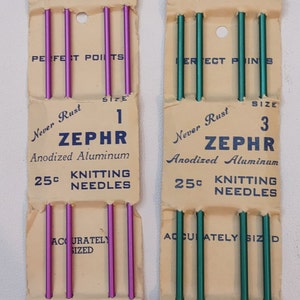 PERFECT POINTS
SIZE
1
Never Rust
ZEPHR
Anodized Aluminum
25c KNITTING
NEEDLES
ACCURATELY
SIZED
PERFECT POINTS
SIZE
3
Never Rust
ZEPHR
Anodized Aluminum
25c KNITTING
NEEDLES
ACCURATELY SIZED